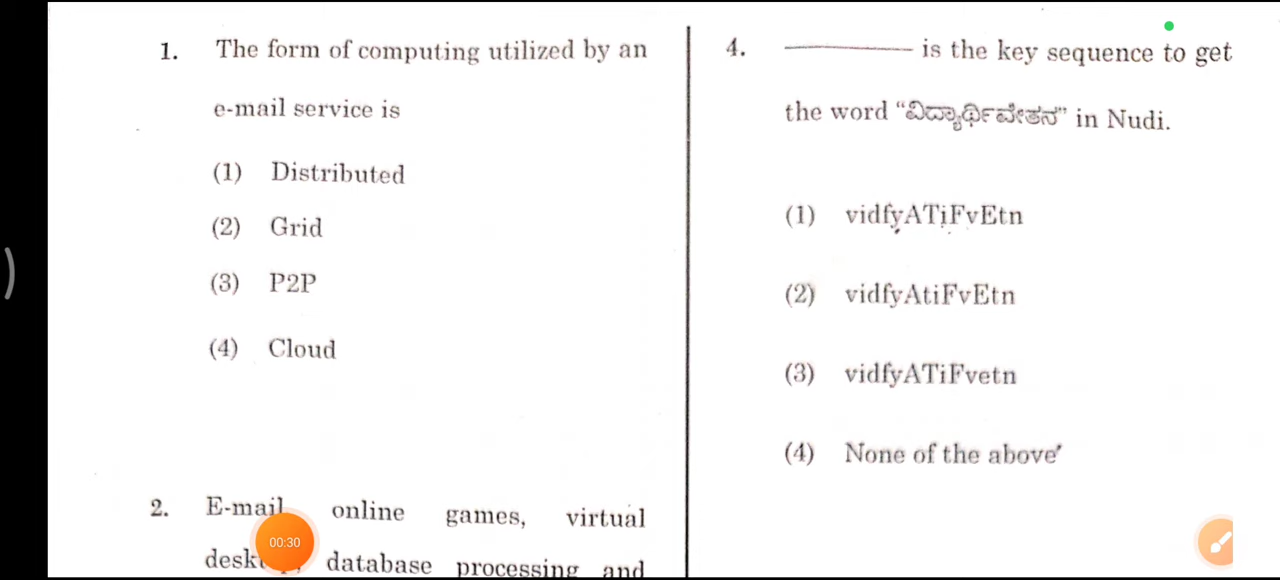 1. The form of computing utilized by an
e-mail service is
(1) Distributed
(2) Grid
(3) P2P
(4) Cloud
2. E-mail online games, virtual
database processing and
00:30
4. ———— is the key sequence to get
the word “ವಿದ್ಯಾರ್ಥಿವೇತನ” in Nudi.
(1) vidfyATiFvEtn
(2) vidfyAtiFvEtn
(3) vidfyATiFvetn
(4) None of the above